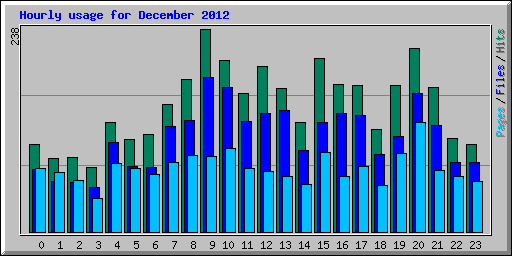 Hourly usage for December 2012
238
Pages/Files/Hits
0 1 2 3 4 5 6 7 8 9 10 11 12 13 14 15 16 17 18 19 20 21 22 23